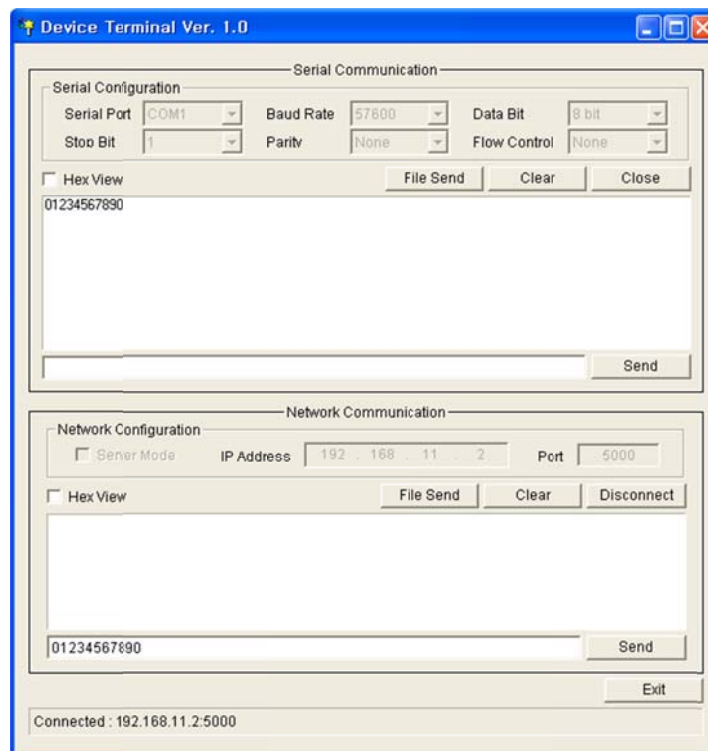 Device Terminal Ver. 1.0
Serial Communication
Serial Configuration
Serial Port COM1 Baud Rate 57600 Data Bit 8 bit
Stop Bit 1 Parity None Flow Control None
Hex View File Send Clear Close
01234567890
Send
Network Communication
Network Configuration
Server Mode IP Address 192 . 168 . 11 . 2 Port 5000
Hex View File Send Clear Disconnect
01234567890 Send
Exit
Connected : 192.168.11.2:5000